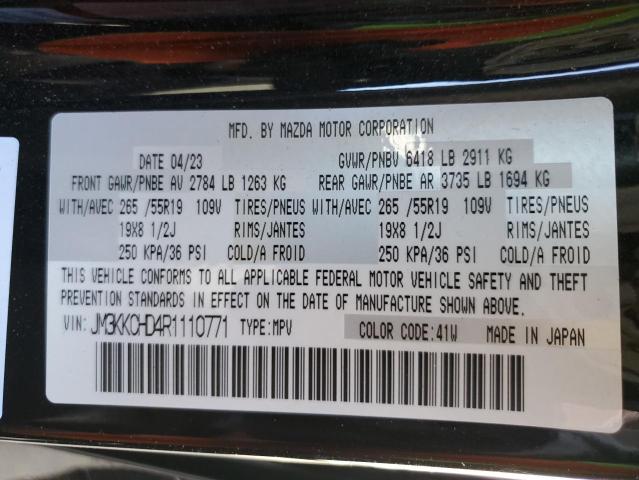 MFD. BY MAZDA MOTOR CORPORATION
DATE 04/23 GVWR/PNBV 6418 LB 2911 KG
FRONT GAWR/PNBE AV 2784 LB 1263 KG REAR GAWR/PNBE AR 3735 LB 1694 KG
WITH/AVEC 265 /55R19 109V TIRES/PNEUS WITH/AVEC 265 /55R19 109V TIRES/PNEUS
19X8 1/2J RIMS/JANTES 19X8 1/2J RIMS/JANTES
250 KPA/36 PSI COLD/A FROID 250 KPA/36 PSI COLD/A FROID
THIS VEHICLE CONFORMS TO ALL APPLICABLE FEDERAL MOTOR VEHICLE SAFETY AND THEFT
PREVENTION STANDARDS IN EFFECT ON THE DATE OF MANUFACTURE SHOWN ABOVE.
VIN: JM3KKCHD4R1110771 TYPE:MPV COLOR CODE:41W MADE IN JAPAN